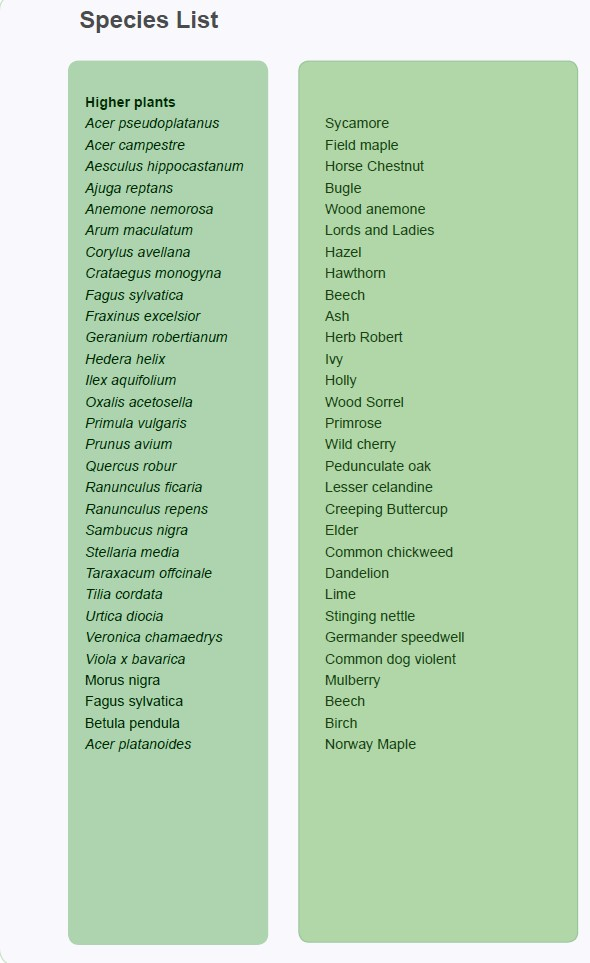 Species List
Higher plants
Acer pseudoplatanus Sycamore
Acer campestre Field maple
Aesculus hippocastanum Horse Chestnut
Ajuga reptans Bugle
Anemone nemorosa Wood anemone
Arum maculatum Lords and Ladies
Corylus avellana Hazel
Crataegus monogyna Hawthorn
Fagus sylvatica Beech
Fraxinus excelsior Ash
Geranium robertianum Herb Robert
Hedera helix Ivy
Ilex aquifolium Holly
Oxalis acetosella Wood Sorrel
Primula vulgaris Primrose
Prunus avium Wild cherry
Quercus robur Pedunculate oak
Ranunculus ficaria Lesser celandine
Ranunculus repens Creeping Buttercup
Sambucus nigra Elder
Stellaria media Common chickweed
Taraxacum offcinale Dandelion
Tilia cordata Lime
Urtica diocia Stinging nettle
Veronica chamaedrys Germander speedwell
Viola x bavarica Common dog violent
Morus nigra Mulberry
Fagus sylvatica Beech
Betula pendula Birch
Acer platanoides Norway Maple